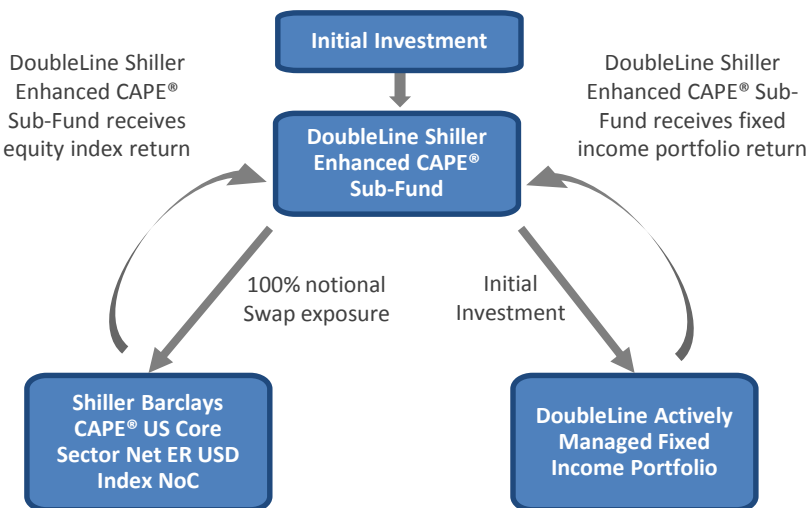 Initial Investment
DoubleLine Shiller
Enhanced CAPE®
Sub-Fund receives
equity index return
DoubleLine Shiller
Enhanced CAPE® Sub-
Fund receives fixed
income portfolio return
DoubleLine Shiller
Enhanced CAPE®
Sub-Fund
100% notional
Swap exposure
Initial
Investment
Shiller Barclays
CAPE® US Core
Sector Net ER USD
Index NoC
DoubleLine Actively
Managed Fixed
Income Portfolio